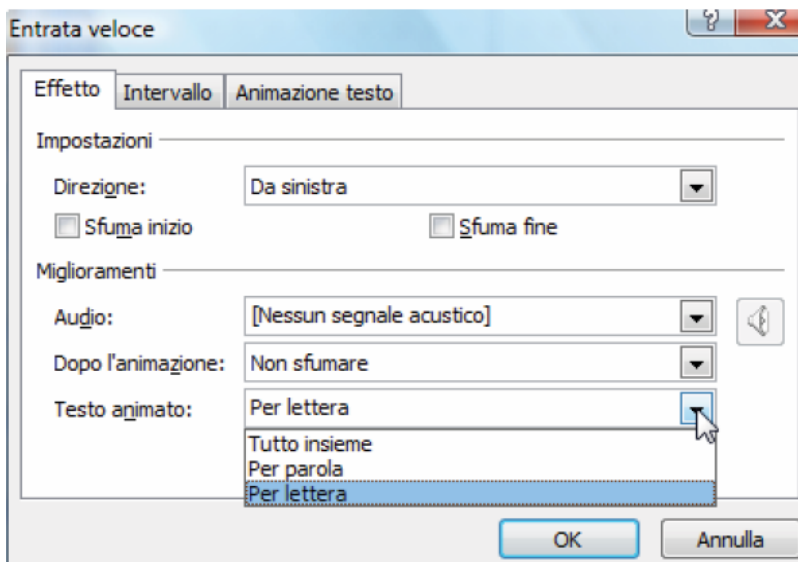 Entrata veloce
Effetto Intervallo Animazione testo
Impostazioni
Direzione: Da sinistra
Sfuma inizio Sfuma fine
Miglioramenti
Audio: [Nessun segnale acustico]
Dopo l'animazione: Non sfumare
Testo animato: Per lettera
Tutto insieme
Per parola
Per lettera
OK Annulla